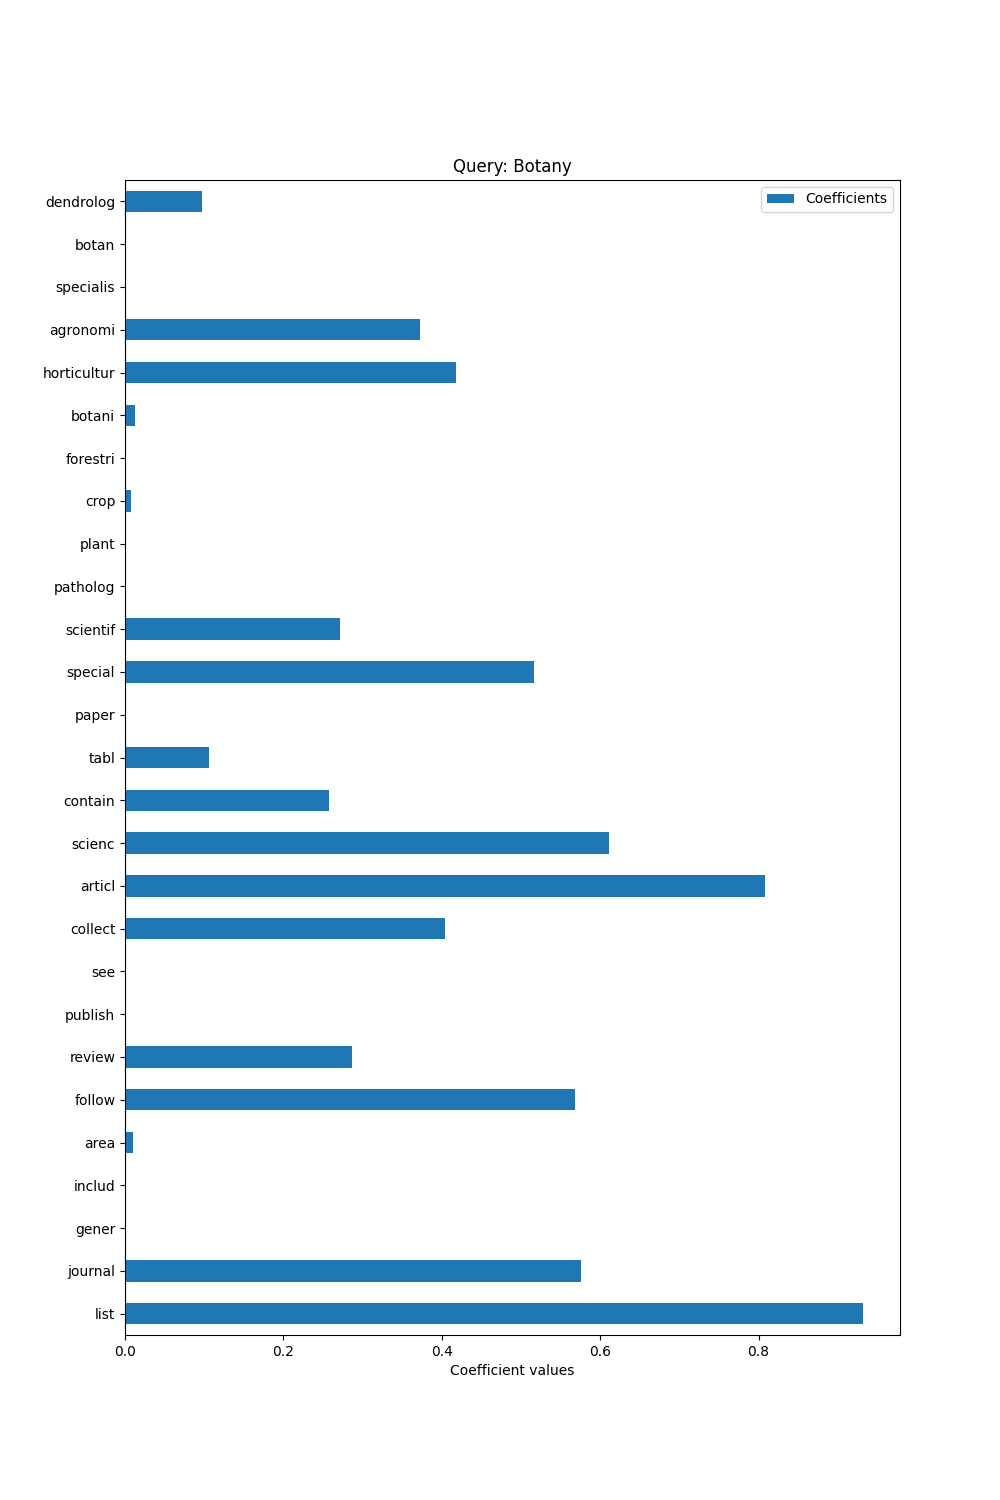 Query: Botany
Coefficients
dendrolog
botan
specialis
agronomi
horticultur
botani
forestri
crop
plant
patholog
scientif
special
paper
tabl
contain
scienc
articl
collect
see
publish
review
follow
area
includ
gener
journal
list
0.0 0.2 0.4 0.6 0.8
Coefficient values